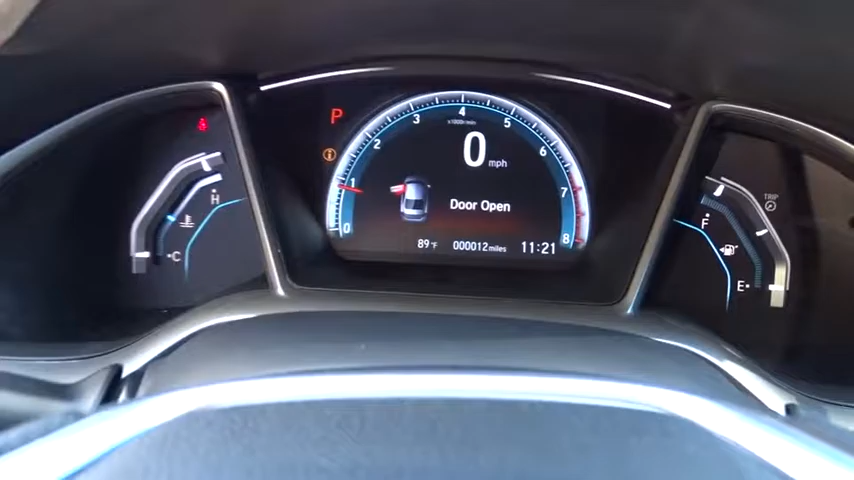 P
0 1 2 3 4 5 6 7 8
x1000r/min
0 mph
Door Open
89°F 000012miles 11:21
H
C
TRIP
F
E